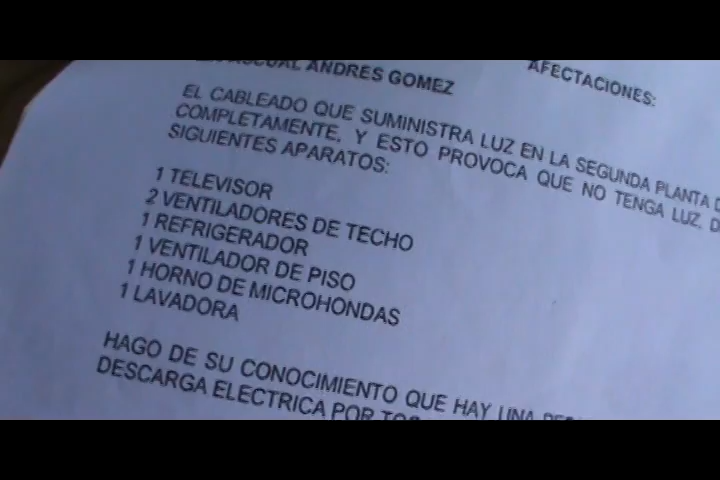 ANDRES GOMEZ
AFECTACIONES:
EL CABLEADO QUE SUMINISTRA LUZ EN LA SEGUNDA PLANTA
COMPLETAMENTE, Y ESTO PROVOCA QUE NO TENGA LUZ,
SIGUIENTES APARATOS:
1 TELEVISOR
2 VENTILADORES DE TECHO
1 REFRIGERADOR
1 VENTILADOR DE PISO
1 HORNO DE MICROHONDAS
1 LAVADORA
HAGO DE SU CONOCIMIENTO QUE HAY UNA
DESCARGA ELECTRICA POR